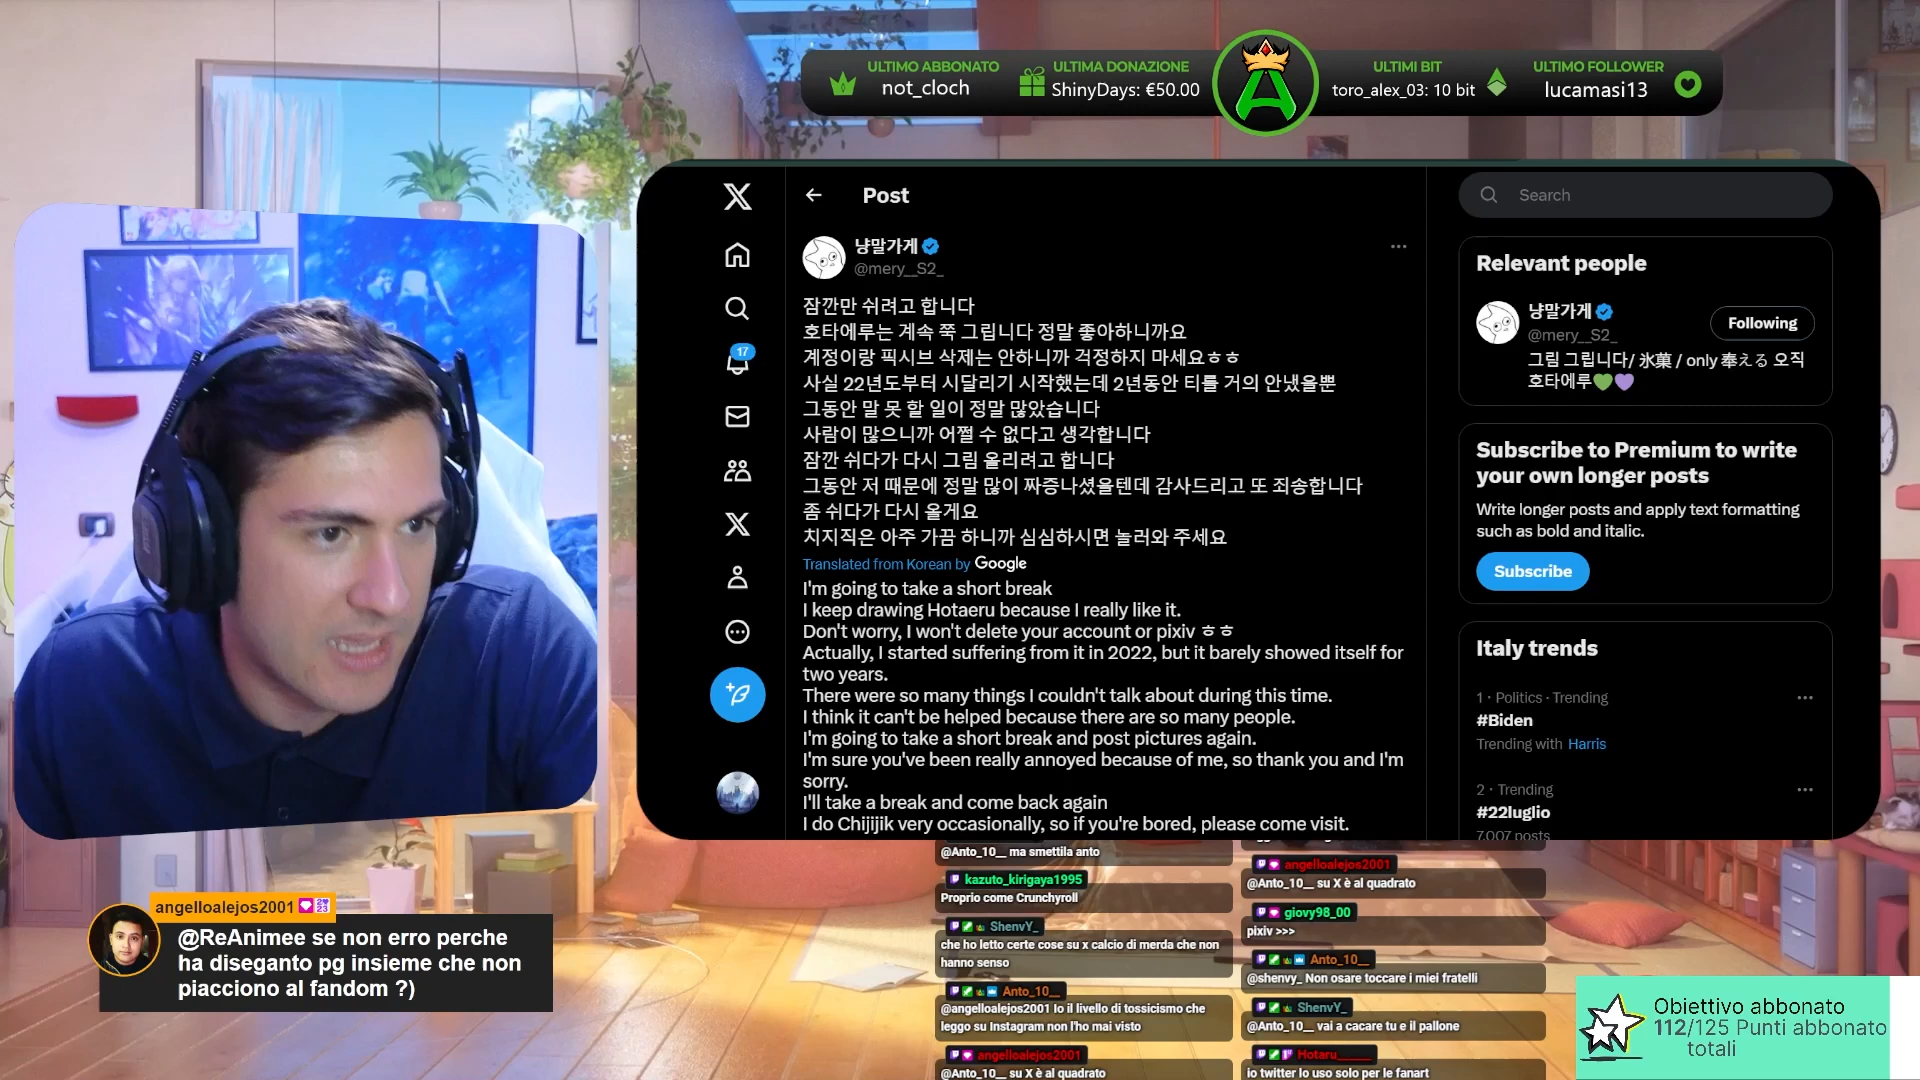 ULTIMO ABBONATO
not_cloch
ULTIMA DONAZIONE
ShinyDays: €50.00
ULTIMI BIT
toro_alex_03: 10 bit
ULTIMO FOLLOWER
lucamasi13
Post
냥말가게
@mery__S2_
잠깐만 쉬려고 합니다
호타에루는 계속 쭉 그립니다 정말 좋아하니까요
계정이랑 픽시브 삭제는 안하니까 걱정하지 마세요ㅎㅎ
사실 22년도부터 시달리기 시작했는데 2년동안 티를 거의 안냈을뿐
그동안 말 못 할 일이 정말 많았습니다
사람이 많으니까 어쩔 수 없다고 생각합니다
잠깐 쉬다가 다시 그림 올리려고 합니다
그동안 저 때문에 정말 많이 짜증나셨을텐데 감사드리고 또 죄송합니다
좀 쉬다가 다시 올게요
치지직은 아주 가끔 하니까 심심하시면 놀러와 주세요
Translated from Korean by Google
I'm going to take a short break
I keep drawing Hotaeru because I really like it.
Don't worry, I won't delete your account or pixiv ㅎㅎ
Actually, I started suffering from it in 2022, but it barely showed itself for
two years.
There were so many things I couldn't talk about during this time.
I think it can't be helped because there are so many people.
I'm going to take a short break and post pictures again.
I'm sure you've been really annoyed because of me, so thank you and I'm
sorry.
I'll take a break and come back again
I do Chijijik very occasionally, so if you're bored, please come visit.
17
Search
Relevant people
냥말가게
@mery__S2_
Following
그림 그립니다/ 氷菓 / only 奉える 오직
호타에루💚💜
Subscribe to Premium to write
your own longer posts
Write longer posts and apply text formatting
such as bold and italic.
Subscribe
Italy trends
1 · Politics · Trending
#Biden
Trending with Harris
2 · Trending
#22luglio
7,007 posts
@Anto_10__ ma smettila anto
kazuto_kirigaya1995
Proprio come Crunchyroll
ShenvY_
che ho letto certe cose su x calcio di merda che non
hanno senso
Anto_10__
@angelloalejos2001 Io il livello di tossicismo che
leggo su Instagram non l'ho mai visto
angelloalejos2001
@Anto_10__ su X è al quadrato
angelloalejos2001
@Anto_10__ su X è al quadrato
giovy98_00
pixiv >>>
Anto_10__
@shenvy_ Non osare toccare i miei fratelli
ShenvY_
@Anto_10__ vai a cacare tu e il pallone
Hotaru______
io twitter lo uso solo per le fanart
angelloalejos2001
@ReAnimee se non erro perche
ha diseganto pg insieme che non
piacciono al fandom ?)
Obiettivo abbonato
112/125 Punti abbonato
totali